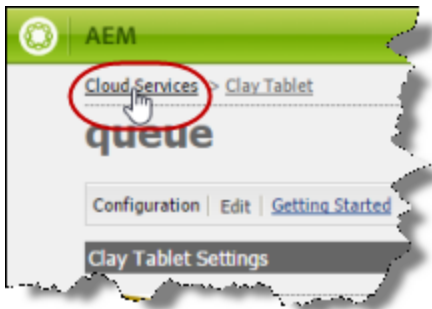 AEM
Cloud Services > Clay Tablet
queue
Configuration | Edit | Getting Started
Clay Tablet Settings